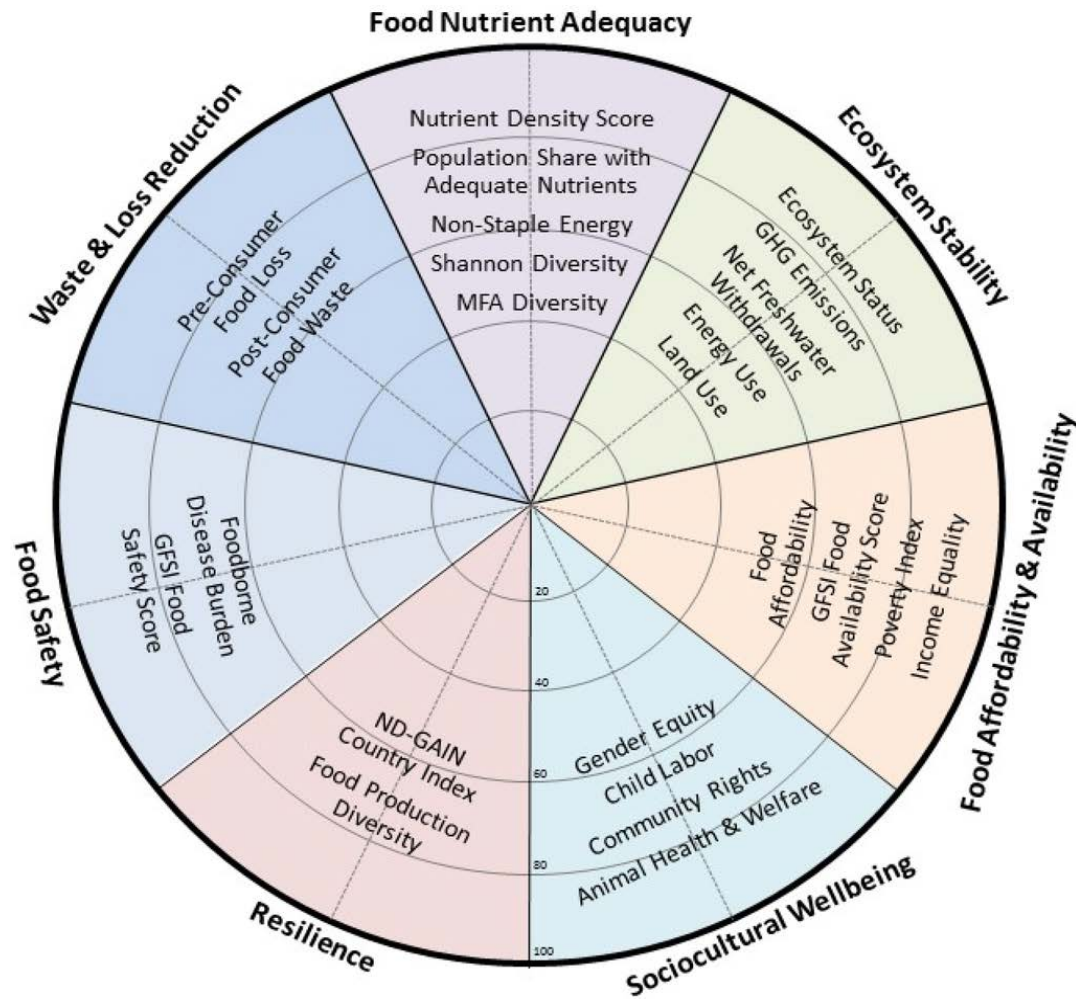 Food Nutrient Adequacy
Nutrient Density Score
Population Share with
Adequate Nutrients
Non-Staple Energy
Shannon Diversity
MFA Diversity
Ecosystem Stability
Ecosystem Status
GHG Emissions
Net Freshwater
Withdrawals
Energy Use
Land Use
Food Affordability & Availability
Food
Affordability
GFSI Food
Availability Score
Poverty Index
Income Equality
Sociocultural Wellbeing
Gender Equity
Child Labor
Community Rights
Animal Health & Welfare
Resilience
ND-GAIN
Country Index
Food Production
Diversity
Food Safety
Foodborne
Disease Burden
GFSI Food
Safety Score
Waste & Loss Reduction
Pre-Consumer
Food Loss
Post-Consumer
Food Waste
20
40
60
80
100